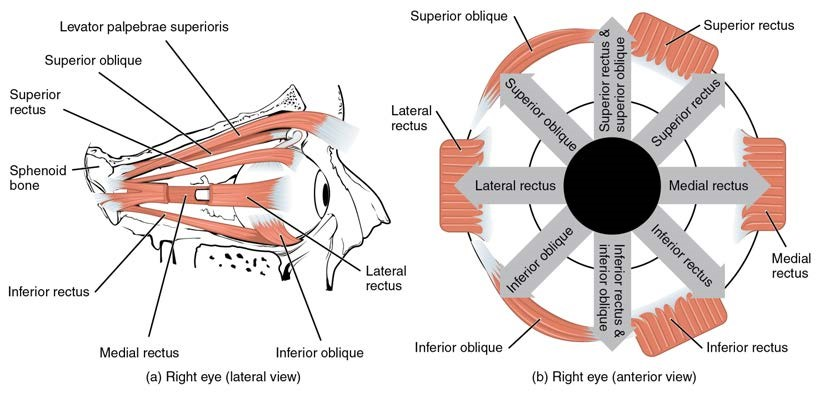 Levator palpebrae superioris
Superior oblique
Superior
rectus
Sphenoid
bone
Inferior rectus
Medial rectus
Inferior oblique
Lateral
rectus
(a) Right eye (lateral view)
Superior oblique
Superior rectus
Lateral
rectus
Superior oblique
Superior rectus &
superior oblique
Superior rectus
Lateral rectus
Medial rectus
Inferior oblique
Inferior rectus &
inferior oblique
Inferior rectus
Medial
rectus
Inferior oblique
Inferior rectus
(b) Right eye (anterior view)